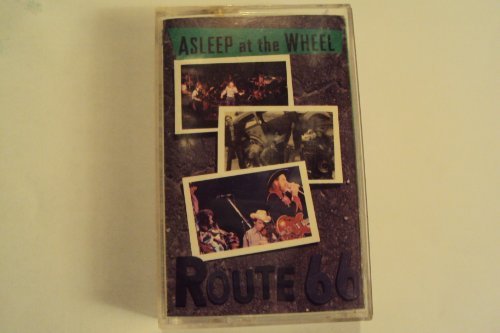 ASLEEP at the WHEEL
ROUTE 66